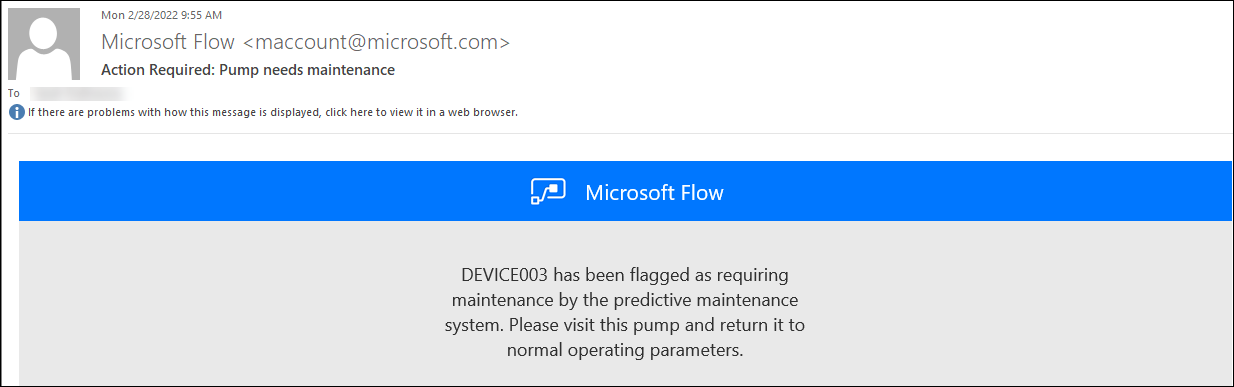 Mon 2/28/2022 9:55 AM
Microsoft Flow <maccount@microsoft.com>
Action Required: Pump needs maintenance
To
If there are problems with how this message is displayed, click here to view it in a web browser.
Microsoft Flow
DEVICE003 has been flagged as requiring
maintenance by the predictive maintenance
system. Please visit this pump and return it to
normal operating parameters.